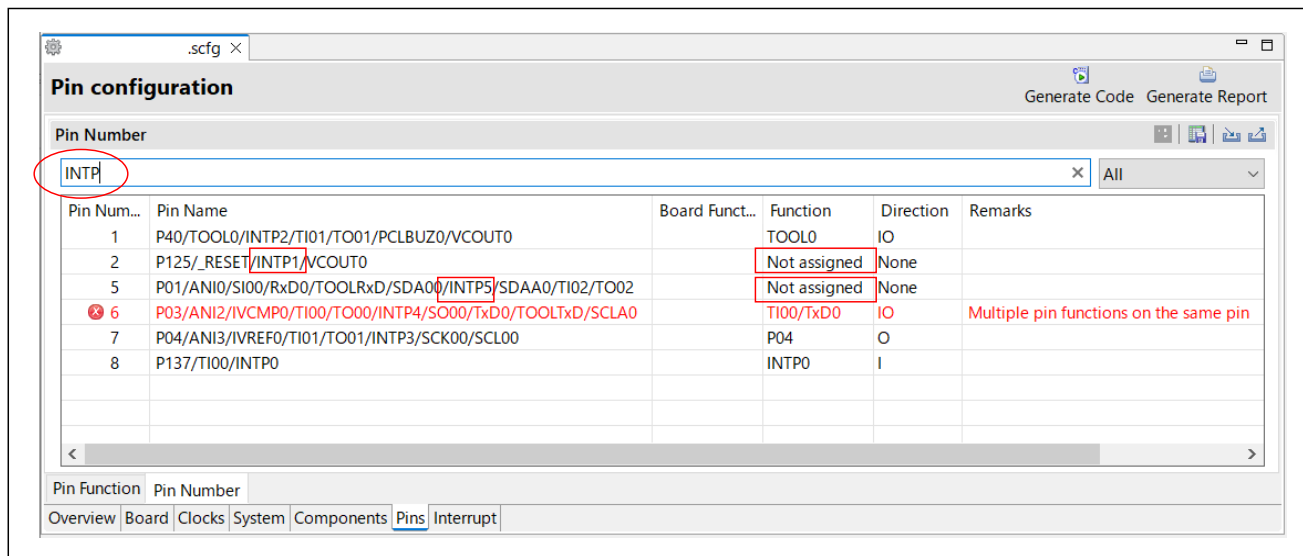 .scfg
Pin configuration
Generate Code Generate Report
Pin Number
INTP All
Pin Num... Pin Name Board Funct... Function Direction Remarks
1 P40/TOOL0/INTP2/TI01/TO01/PCLBUZ0/VCOUT0 TOOL0 IO
2 P125/_RESET/INTP1/VCOUT0 Not assigned None
5 P01/ANI0/SI00/RxD0/TOOLRxD/SDA00/INTP5/SDAA0/TI02/TO02 Not assigned None
6 P03/ANI2/IVCMP0/TI00/TO00/INTP4/SO00/TxD0/TOOLTxD/SCLA0 TI00/TxD0 IO Multiple pin functions on the same pin
7 P04/ANI3/IVREF0/TI01/TO01/INTP3/SCK00/SCL00 P04 O
8 P137/TI00/INTP0 INTP0 I
Pin Function Pin Number
Overview Board Clocks System Components Pins Interrupt